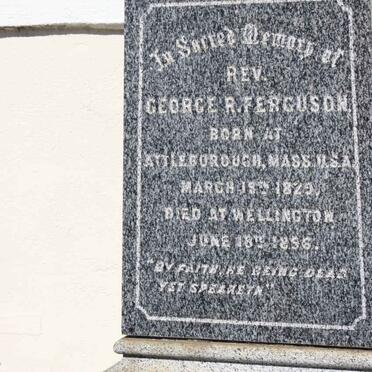 In Sacred Memory of
REV.
GEORGE R. FERGUSON
BORN AT
ATTLEBOROUGH, MASS. U.S.A.
MARCH 19TH 1829.
DIED AT WELLINGTON
JUNE 18TH 1896.
"BY FAITH, HE BEING DEAD
YET SPEAKETH"